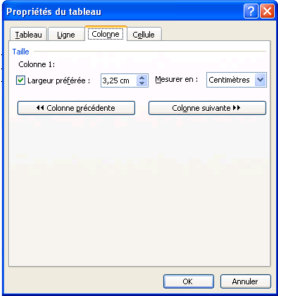 Propriétés du tableau
Tableau Ligne Colonne Cellule
Taille
Colonne 1:
Largeur préférée : 3,25 cm Mesurer en : Centimètres
Colonne précédente Colonne suivante
OK Annuler